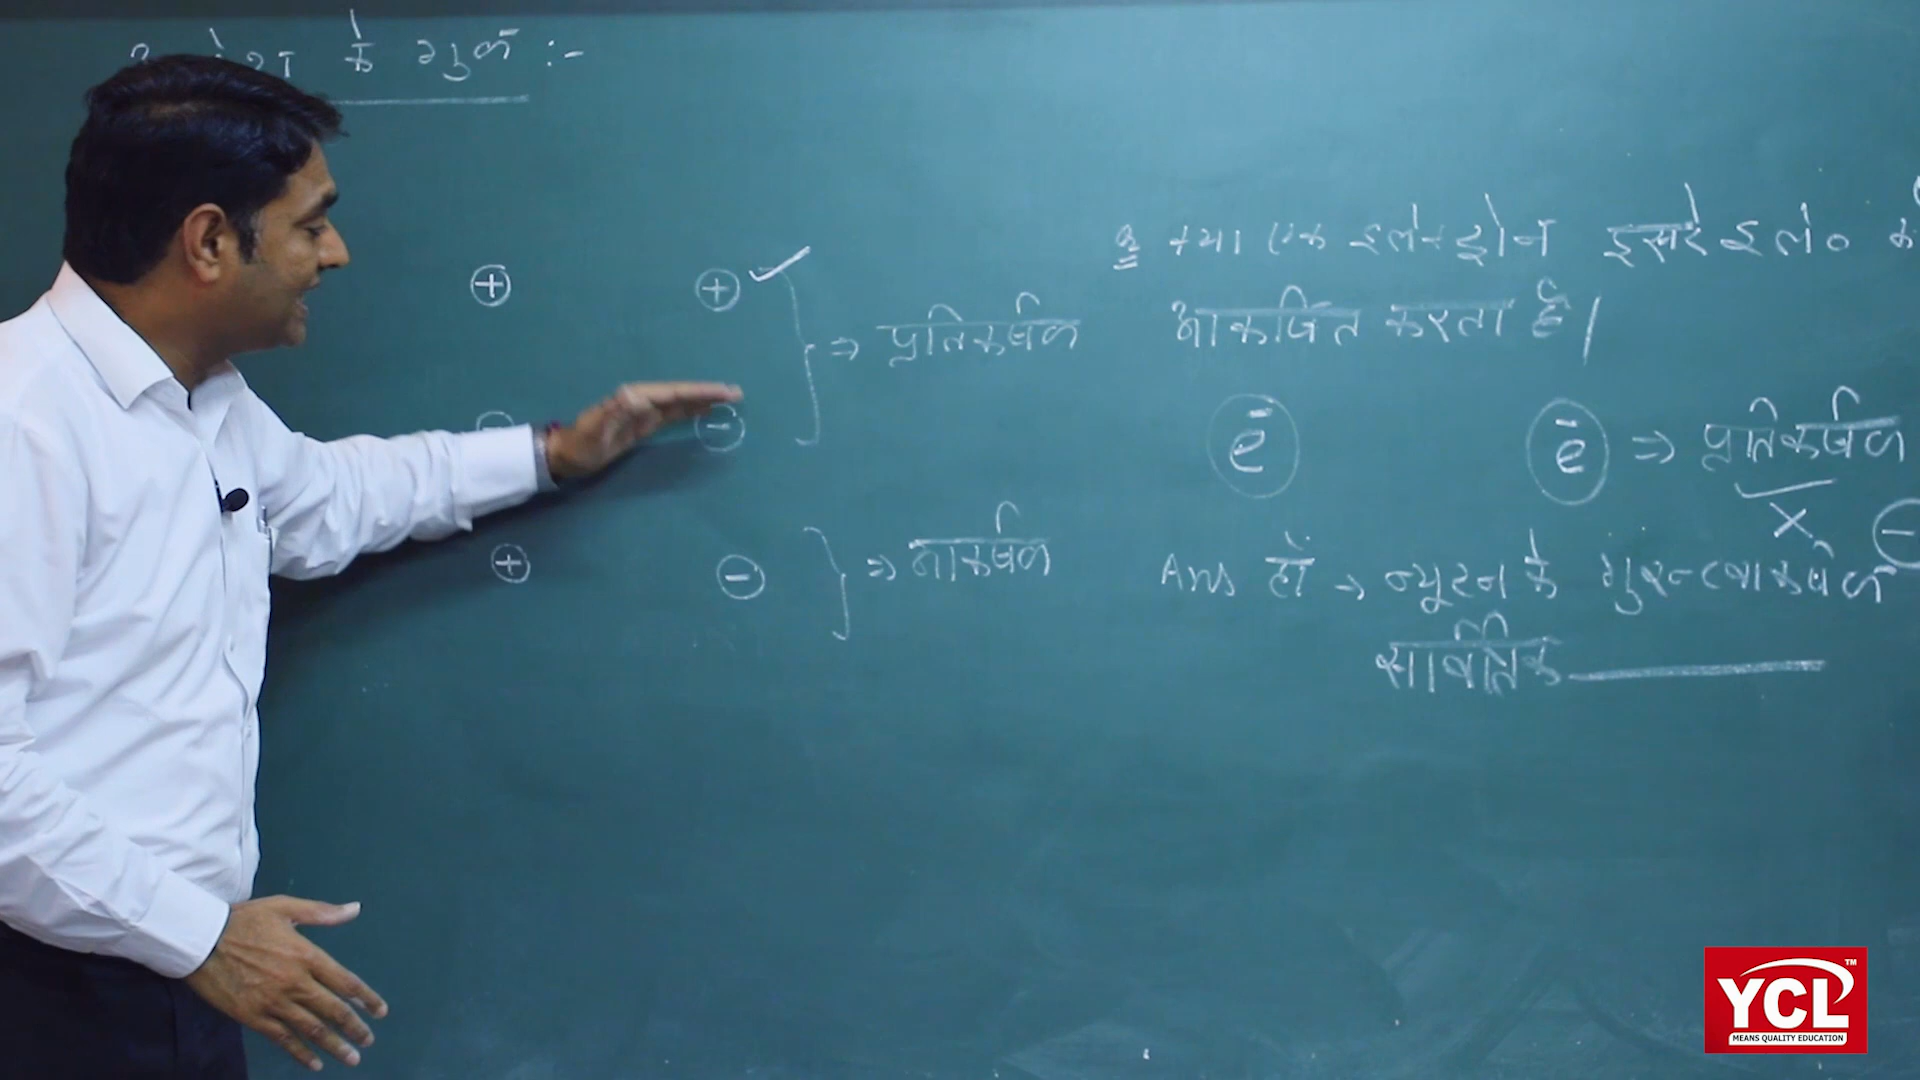 के गुण :-
+ + ⇒ प्रतिकर्षण
-
+ - ⇒ आकर्षण
Q क्या एक इलेक्ट्रोन दूसरे इले० क
आकर्षित करता है।
ē ē ⇒ प्रतिकर्षण
×
-
Ans हाँ → न्यूटन के गुरूत्वाकर्षण
सार्वत्रिक
YCL TM
MEANS QUALITY EDUCATION